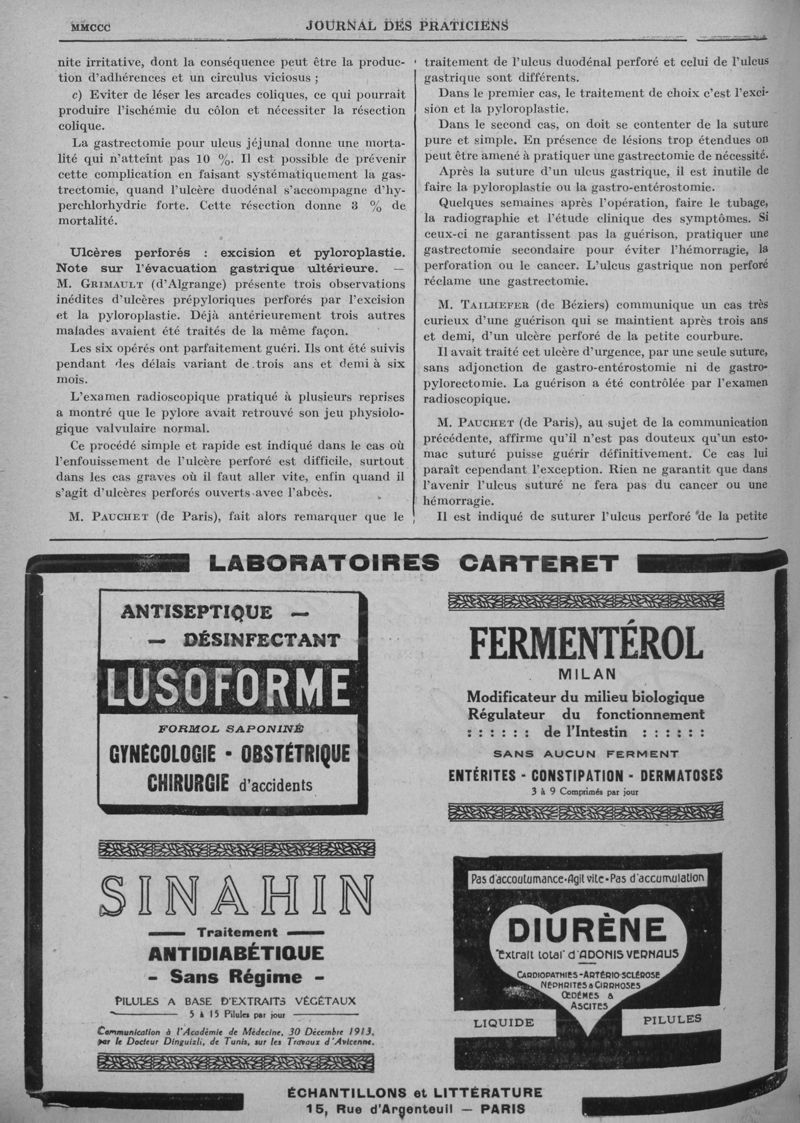 MMCCC
JOURNAL DES PRATICIENS
nite irritative, dont la conséquence peut être la produc-
tion d'adhérences et un circulus viciosus ;
c) Eviter de léser les arcades coliques, ce qui pourrait
produire l'ischémie du côlon et nécessiter la résection
colique.
La gastrectomie pour ulcus jéjunal donne une morta-
lité qui n'atteint pas 10 %. Il est possible de prévenir
cette complication en faisant systématiquement la gas-
trectomie, quand l'ulcère duodénal s'accompagne d'hy-
perchlorhydrie forte. Cette résection donne 3 % de
mortalité.
Ulcères perforés : excision et pyloroplastie.
Note sur l'évacuation gastrique ultérieure. —
M. GRIMAULT (d'Algrange) présente trois observations
inédites d'ulcères prépyloriques perforés par l'excision
et la pyloroplastie. Déjà antérieurement trois autres
malades avaient été traités de la même façon.
Les six opérés ont parfaitement guéri. Ils ont été suivis
pendant des délais variant de trois ans et demi à six
mois.
L'examen radioscopique pratiqué à plusieurs reprises
a montré que le pylore avait retrouvé son jeu physiolo-
gique valvulaire normal.
Ce procédé simple et rapide est indiqué dans le cas où
l'enfouissement de l'ulcère perforé est difficile, surtout
dans les cas graves où il faut aller vite, enfin quand il
s'agit d'ulcères perforés ouverts avec l'abcès.
M. PAUCHET (de Paris), fait alors remarquer que le
traitement de l'ulcus duodénal perforé et celui de l'ulcus
gastrique sont différents.
Dans le premier cas, le traitement de choix c'est l'exci-
sion et la pyloroplastie.
Dans le second cas, on doit se contenter de la suture
pure et simple. En présence de lésions trop étendues on
peut être amené à pratiquer une gastrectomie de nécessité.
Après la suture d'un ulcus gastrique, il est inutile de
faire la pyloroplastie ou la gastro-entérostomie.
Quelques semaines après l'opération, faire le tubage,
la radiographie et l'étude clinique des symptômes. Si
ceux-ci ne garantissent pas la guérison, pratiquer une
gastrectomie secondaire pour éviter l'hémorragie, la
perforation ou le cancer. L'ulcus gastrique non perforé
réclame une gastrectomie.
M. TAILHEFER (de Béziers) communique un cas très
curieux d'une guérison qui se maintient après trois ans
et demi, d'un ulcère perforé de la petite courbure.
Il avait traité cet ulcère d'urgence, par une seule suture,
sans adjonction de gastro-entérostomie ni de gastro-
pylorectomie. La guérison a été contrôlée par l'examen
radioscopique.
M. PAUCHET (de Paris), au sujet de la communication
précédente, affirme qu'il n'est pas douteux qu'un esto-
mac suturé puisse guérir définitivement. Ce cas lui
paraît cependant l'exception. Rien ne garantit que dans
l'avenir l'ulcus suturé ne fera pas du cancer ou une
hémorragie.
Il est indiqué de suturer l'ulcus perforé de la petite
LABORATOIRES CARTERET
ANTISEPTIQUE —
— DÉSINFECTANT
LUSOFORME
FORMOL SAPONINÉ
GYNÉCOLOGIE - OBSTÉTRIQUE
CHIRURGIE d'accidents
FERMENTÉROL
MILAN
Modificateur du milieu biologique
Régulateur du fonctionnement
: : : : : : de l'Intestin : : : : : :
SANS AUCUN FERMENT
ENTÉRITES - CONSTIPATION - DERMATOSES
3 à 9 Comprimés par jour
SINAHIN
Traitement
ANTIDIABÉTIQUE
- Sans Régime -
PILULES A BASE D'EXTRAITS VÉGÉTAUX
5 à 15 Pilules par jour
Communication à l'Académie de Médecine, 30 Décembre 1913,
par le Docteur Dinguizli, de Tunis, sur les Travaux d'Avicenne.
Pas d'accoutumance-Agit vite-Pas d'accumulation
DIURÈNE
"Extrait total" d'ADONIS VERNALIS
CARDIOPATHIES-ARTÉRIO-SCLÉROSE
NÉPHRITES & CIRRHOSES
ŒDÈMES &
ASCITES
LIQUIDE
PILULES
ÉCHANTILLONS et LITTÉRATURE
15, Rue d'Argenteuil — PARIS